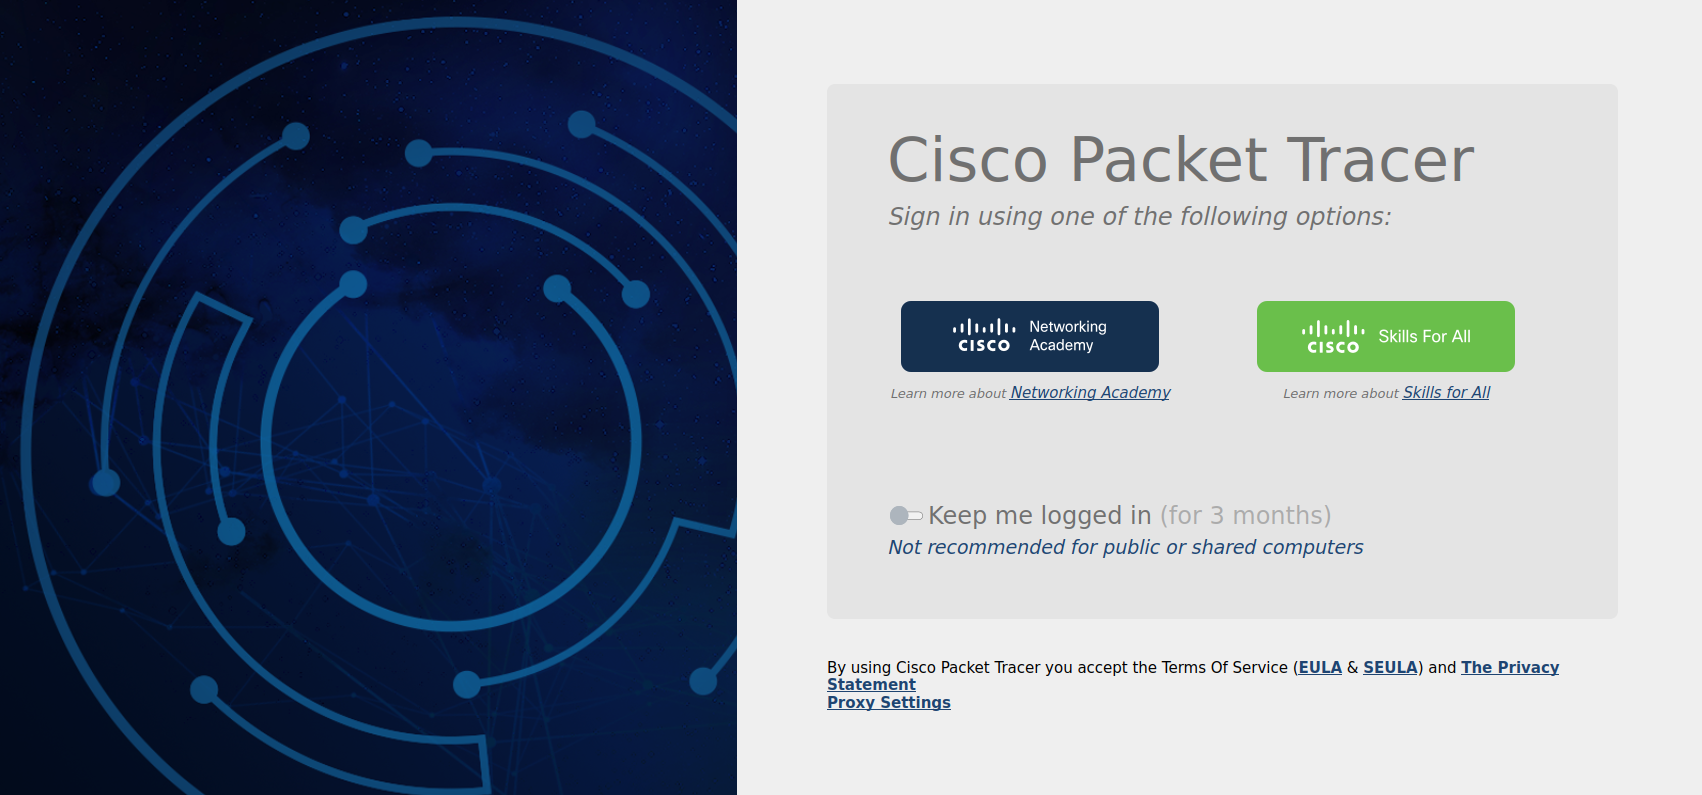 Cisco Packet Tracer
Sign in using one of the following options:
CISCO Networking Academy
CISCO Skills For All
Learn more about Networking Academy
Learn more about Skills for All
Keep me logged in (for 3 months)
Not recommended for public or shared computers
By using Cisco Packet Tracer you accept the Terms Of Service (EULA & SEULA) and The Privacy
Statement
Proxy Settings